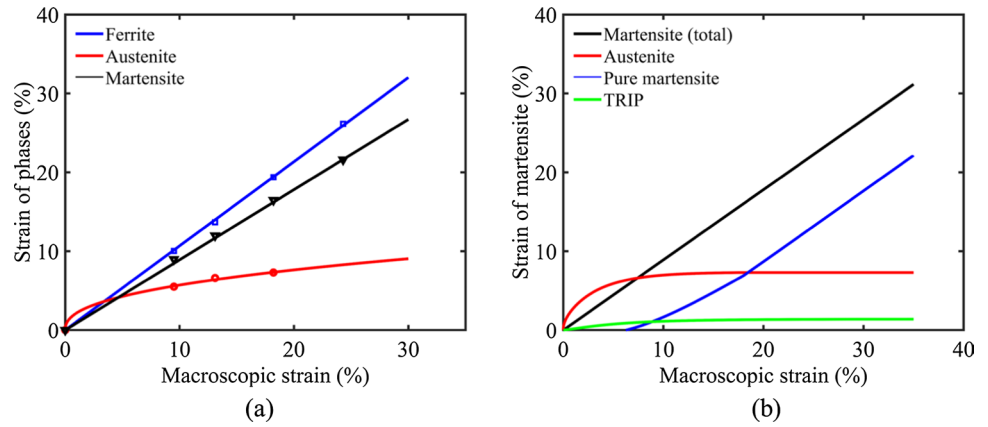 40
30
20
10
0
Strain of phases (%)
Ferrite
Austenite
Martensite
0 10 20 30
Macroscopic strain (%)
(a)
40
30
20
10
0
Strain of martensite (%)
Martensite (total)
Austenite
Pure martensite
TRIP
0 10 20 30 40
Macroscopic strain (%)
(b)